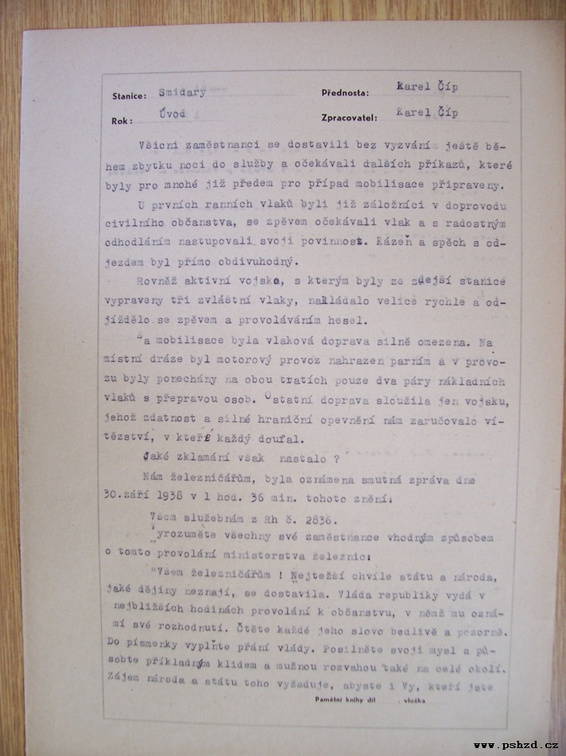 Stanice: Smidary Přednosta: Karel Číp
Rok: Úvod Zpracovatel: Karel Číp
Všicni zaměstnanci se dostavili bez vyzvání ještě bě-
hem zbytku noci do služby a očekávali dalších příkazů, které
byly pro mnohé již předem pro případ mobilisace připraveny.
U prvních ranních vlaků byli již záložníci v doprovodu
civilního občanstva, se zpěvem očekávali vlak a s radostným
odhodláním nastupovali svoji povinnost. Kázeň a spěch s od-
jezdem byl přímo obdivuhodný.
Rovněž aktivní vojsko, s kterým byly ze zdejší stanice
vypraveny tři zvláštní vlaky, nakládalo velice rychle a od-
jíždělo se zpěvem a provoláváním hesel.
Za mobilisace byla vlaková doprava silně omezena. Na
místní dráze byl motorový provoz nahrazen parním a v provo-
zu byly ponechány na obou tratích pouze dva páry nákladních
vlaků s přepravou osob. Ostatní doprava sloužila jen vojsku,
jehož zdatnost a silné hraniční opevnění nám zaručovalo ví-
tězství, v které každý doufal.
Jaké zklamání však nastalo ?
Nám železničářům, byla oznámena smutná zpráva dne
30.září 1938 v 1 hod. 36 min. tohoto znění:
Všem služebnám z Rh č. 2836.
Vyrozuměte všechny své zaměstnance vhodným způsobem
o tomto provolání ministerstva železnic:
"Všem železničářům ! Nejtežší chvíle státu a národa,
jaké dějiny neznají, se dostavila. Vláda republiky vydá v
nejbližších hodinách provolání k občanstvu, v němž mu ozná-
mí své rozhodnutí. Čtěte každé jeho slovo bedlivě a pozorně.
Do písmenky vyplňte přání vlády. Posilněte svoji mysl a pů-
sobte příkladným klidem a mužnou rozvahou také na celé okolí.
Zájem národa a státu toho vyžaduje, abyste i Vy, kteří jste
Pamětní knihy díl , vložka
www.pshzd.cz